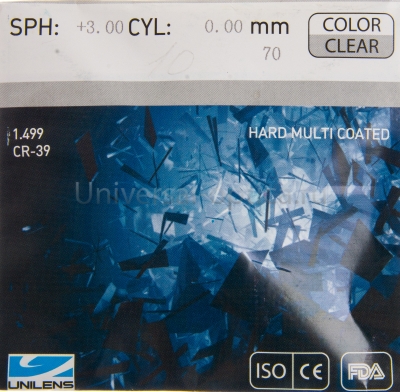 SPH: +3.00 CYL: 0.00 mm
70
COLOR
CLEAR
1.499
CR-39
HARD MULTI COATED
UNILENS
ISO CE FDA